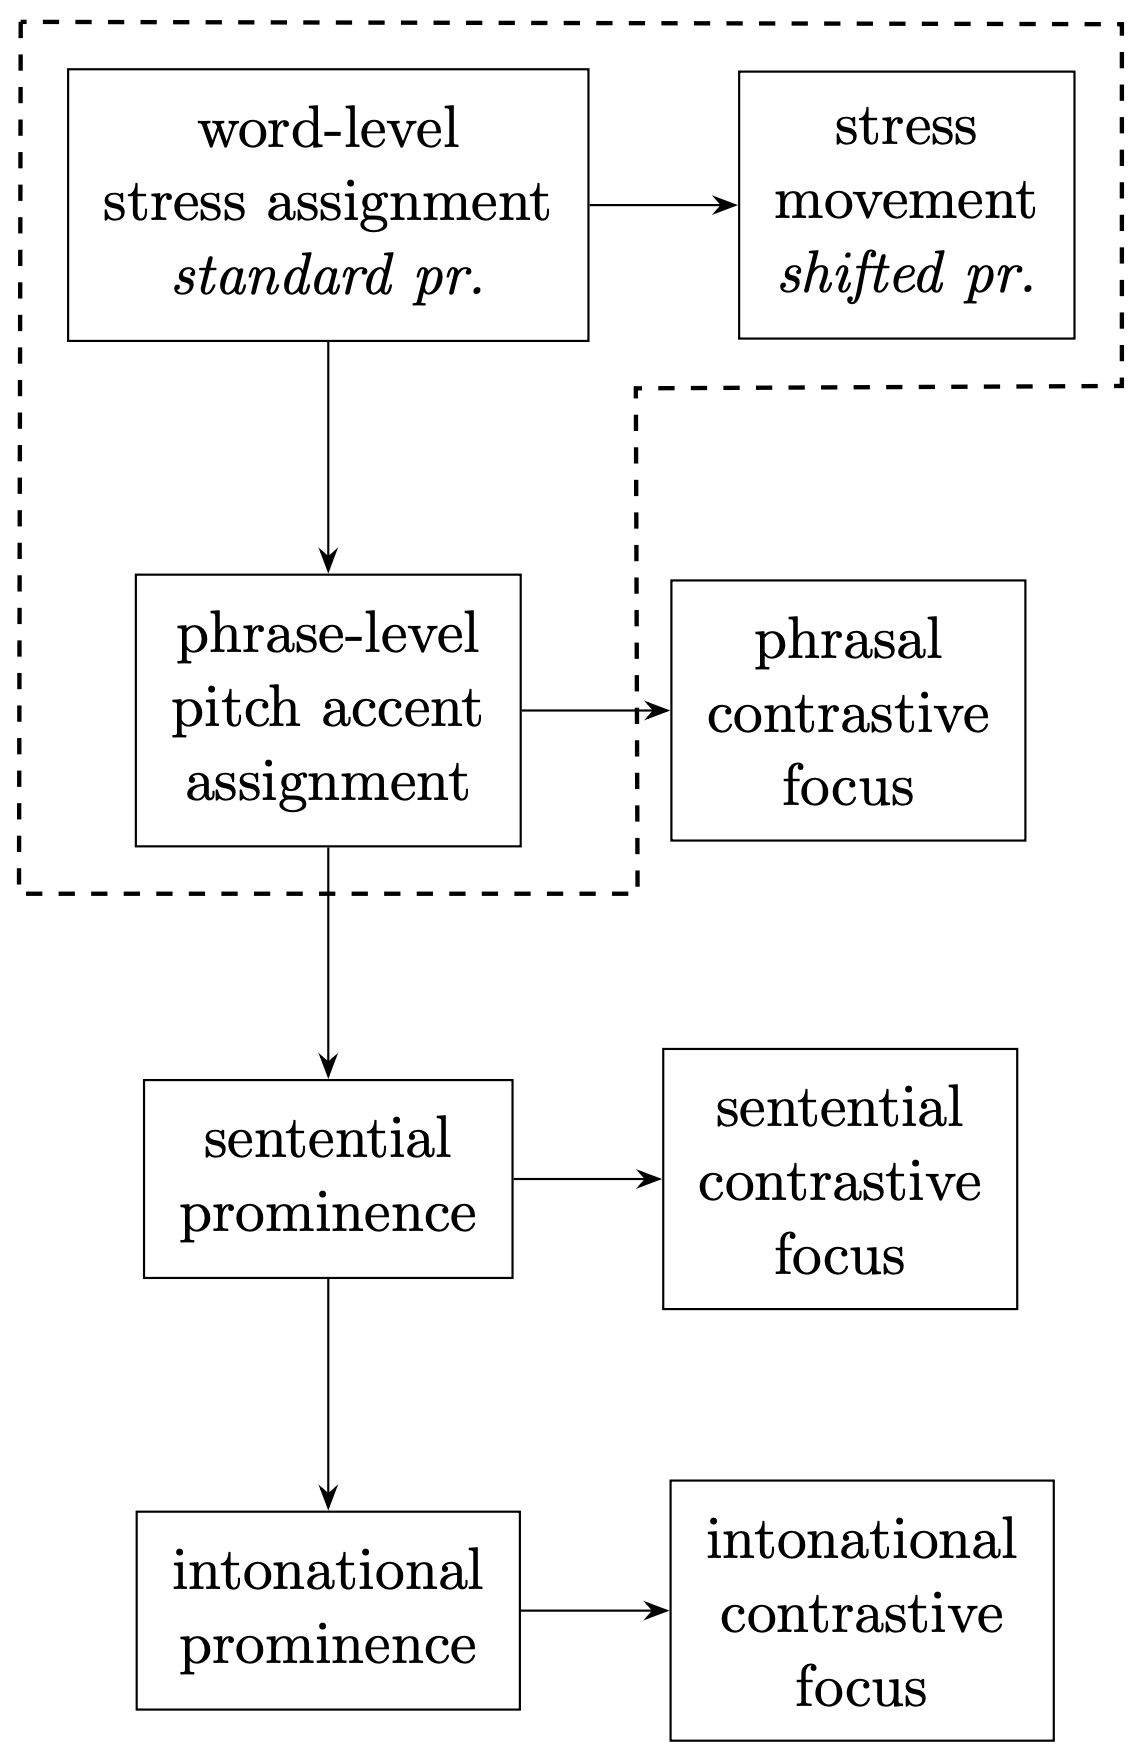 word-level
stress assignment
standard pr.
stress
movement
shifted pr.
phrase-level
pitch accent
assignment
phrasal
contrastive
focus
sentential
prominence
sentential
contrastive
focus
intonational
prominence
intonational
contrastive
focus